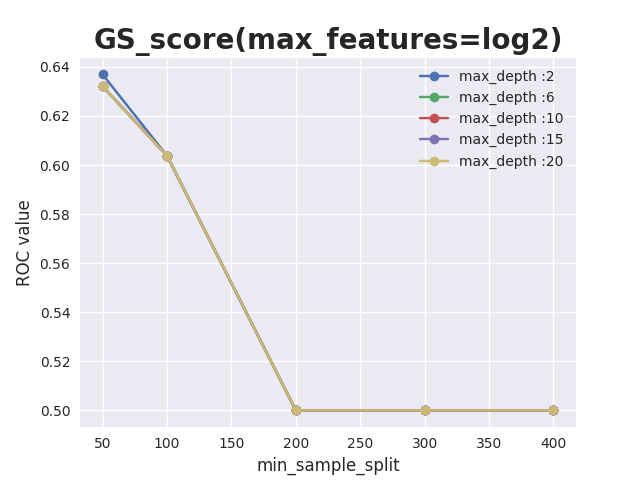 GS_score(max_features=log2)
0.64
0.62
0.60
0.58
0.56
0.54
0.52
0.50
ROC value
max_depth :2
max_depth :6
max_depth :10
max_depth :15
max_depth :20
50 100 150 200 250 300 350 400
min_sample_split